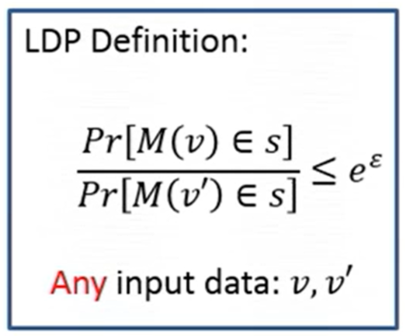 LDP Definition:
Pr[M(v) ∈ s]
Pr[M(v′) ∈ s]
≤ e^ε
Any input data: v, v′